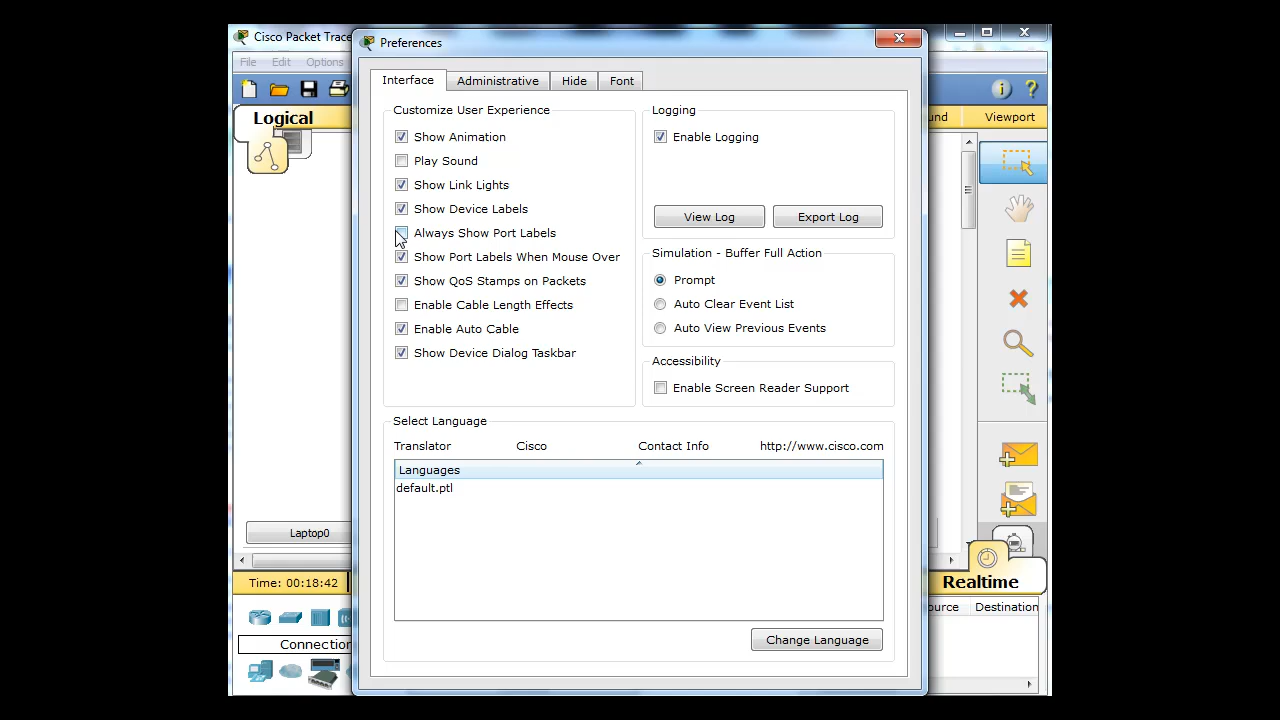 Cisco Packet Trace
Preferences
File Edit Options
Interface
Administrative
Hide
Font
Logical
Viewport
Customize User Experience
Show Animation
Play Sound
Show Link Lights
Show Device Labels
Always Show Port Labels
Show Port Labels When Mouse Over
Show QoS Stamps on Packets
Enable Cable Length Effects
Enable Auto Cable
Show Device Dialog Taskbar
Logging
Enable Logging
View Log
Export Log
Simulation - Buffer Full Action
Prompt
Auto Clear Event List
Auto View Previous Events
Accessibility
Enable Screen Reader Support
Select Language
Translator Cisco Contact Info http://www.cisco.com
Languages
default.ptl
Change Language
Laptop0
Time: 00:18:42
Realtime
Destination
Connection